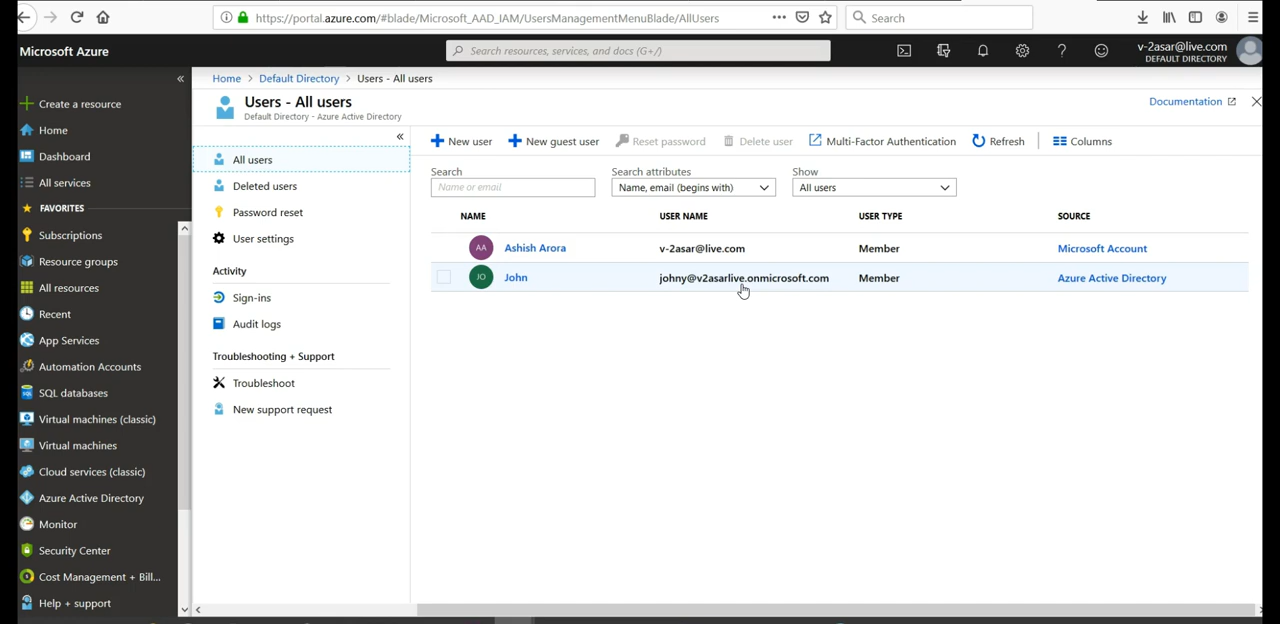 https://portal.azure.com/#blade/Microsoft_AAD_IAM/UsersManagementMenuBlade/AllUsers
Search
Microsoft Azure
Search resources, services, and docs (G+/)
v-2asar@live.com
DEFAULT DIRECTORY
Create a resource
Home
Dashboard
All services
FAVORITES
Subscriptions
Resource groups
All resources
Recent
App Services
Automation Accounts
SQL databases
Virtual machines (classic)
Virtual machines
Cloud services (classic)
Azure Active Directory
Monitor
Security Center
Cost Management + Bill...
Help + support
Home > Default Directory > Users - All users
Users - All users
Default Directory - Azure Active Directory
Documentation
All users
Deleted users
Password reset
User settings
Activity
Sign-ins
Audit logs
Troubleshooting + Support
Troubleshoot
New support request
New user New guest user Reset password Delete user Multi-Factor Authentication Refresh Columns
Search Search attributes Show
Name or email Name, email (begins with) All users
NAME USER NAME USER TYPE SOURCE
AA Ashish Arora v-2asar@live.com Member Microsoft Account
JO John johny@v2asarlive.onmicrosoft.com Member Azure Active Directory